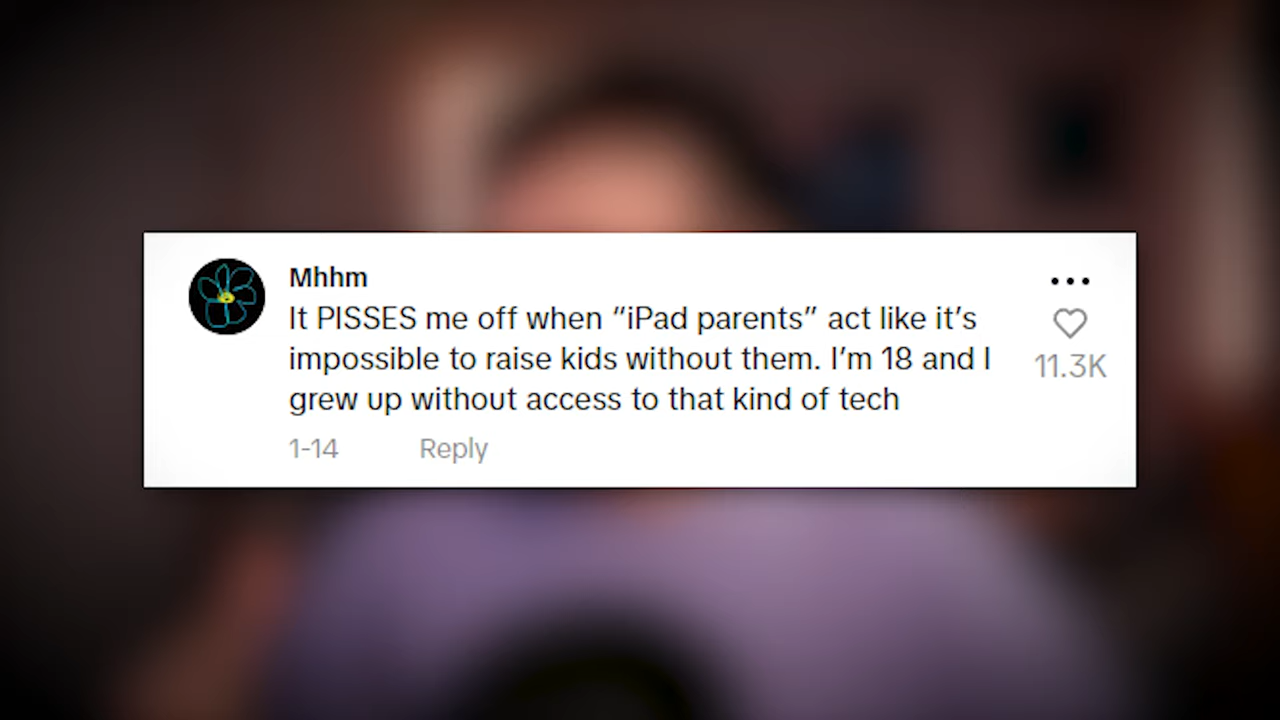 Mhhm
It PISSES me off when “iPad parents” act like it’s
impossible to raise kids without them. I’m 18 and I
grew up without access to that kind of tech
11.3K
1-14 Reply